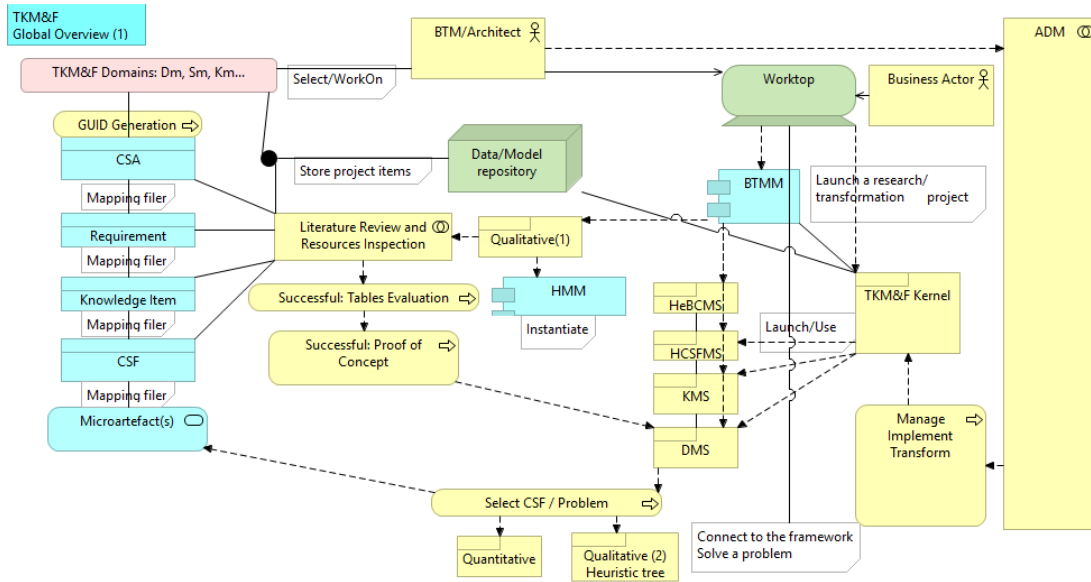 TKM&F
Global Overview (1)
BTM/Architect
ADM
TKM&F Domains: Dm, Sm, Km...
Select/WorkOn
Worktop
Business Actor
GUID Generation
CSA
Mapping filer
Requirement
Mapping filer
Knowledge Item
Mapping filer
CSF
Mapping filer
Microartefact(s)
Store project items
Data/Model
repository
Literature Review and
Resources Inspection
Qualitative(1)
Successful: Tables Evaluation
Successful: Proof of
Concept
HMM
Instantiate
BTMM
Launch a research/
transformation project
HeBCMS
HCSFMS
KMS
DMS
Launch/Use
TKM&F Kernel
Manage
Implement
Transform
Select CSF / Problem
Quantitative
Qualitative (2)
Heuristic tree
Connect to the framework
Solve a problem